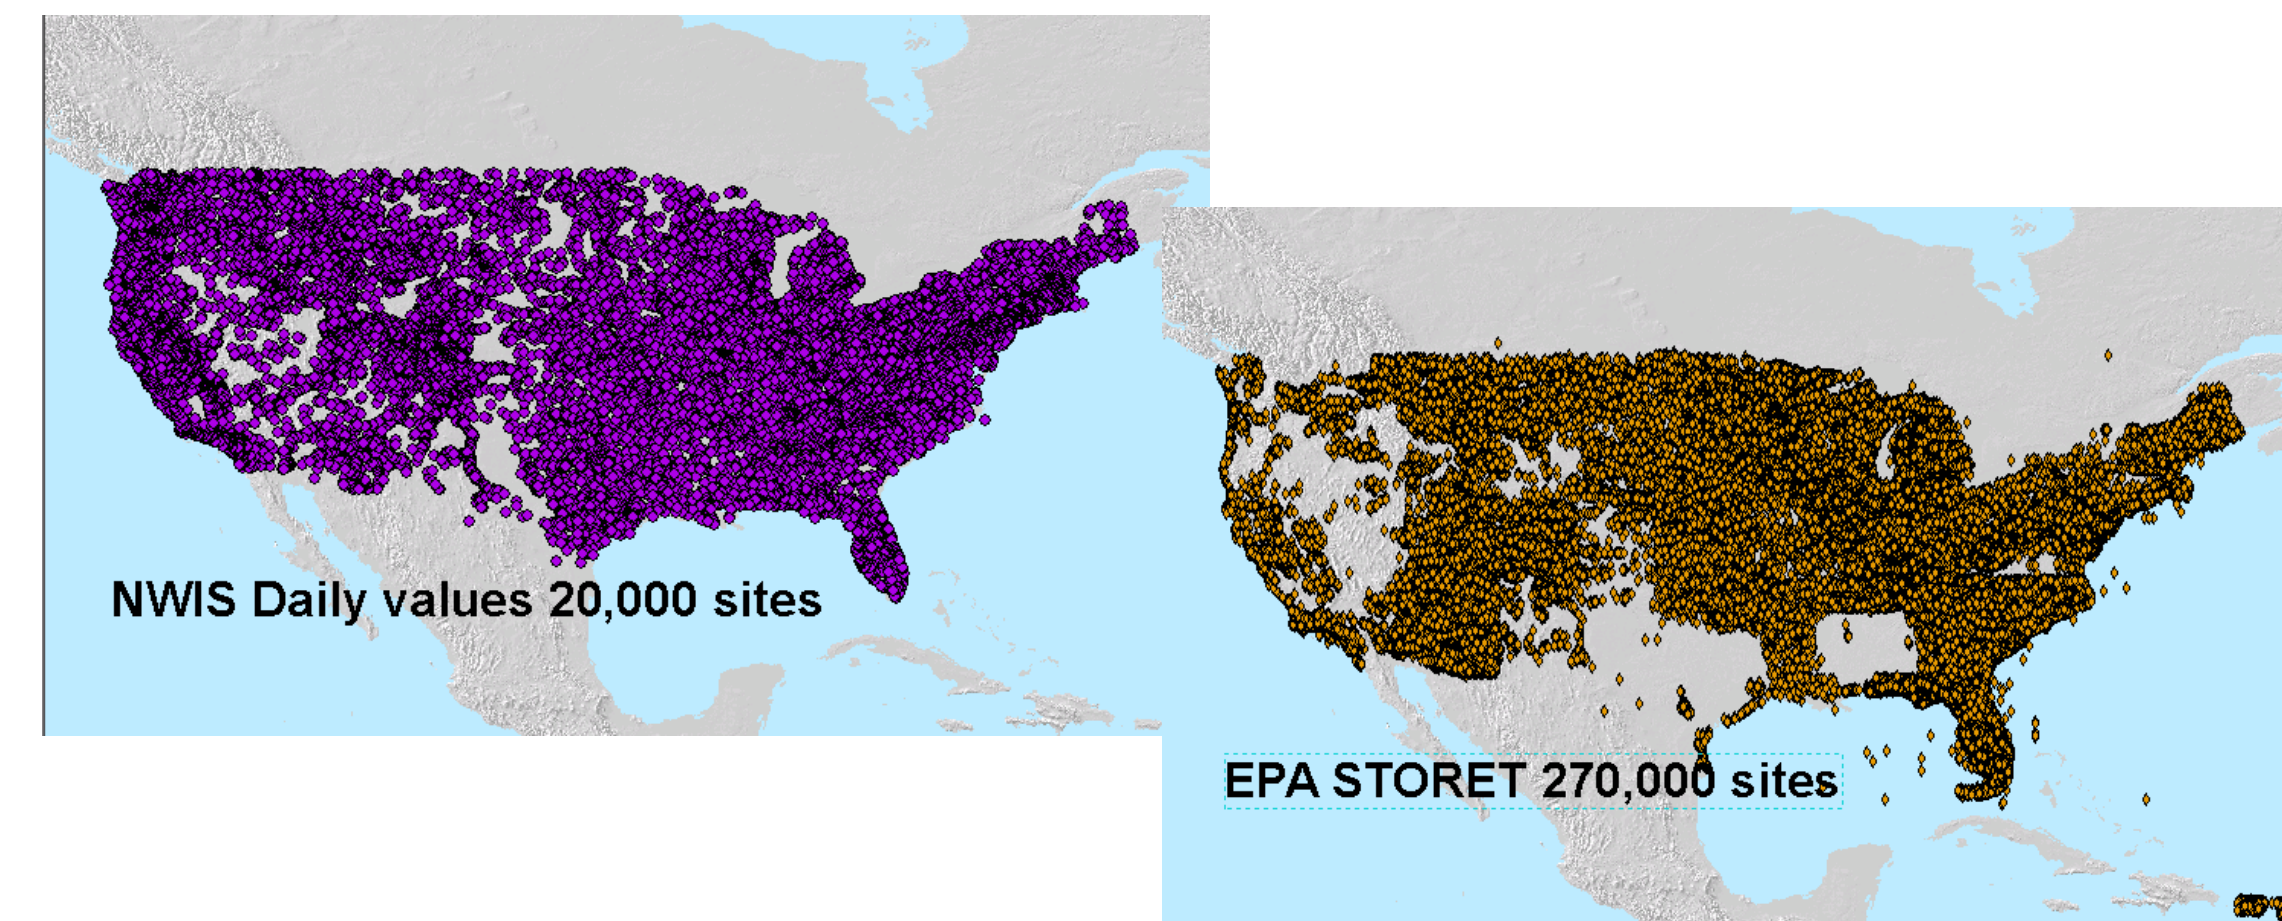 NWIS Daily values 20,000 sites
EPA STORET 270,000 sites